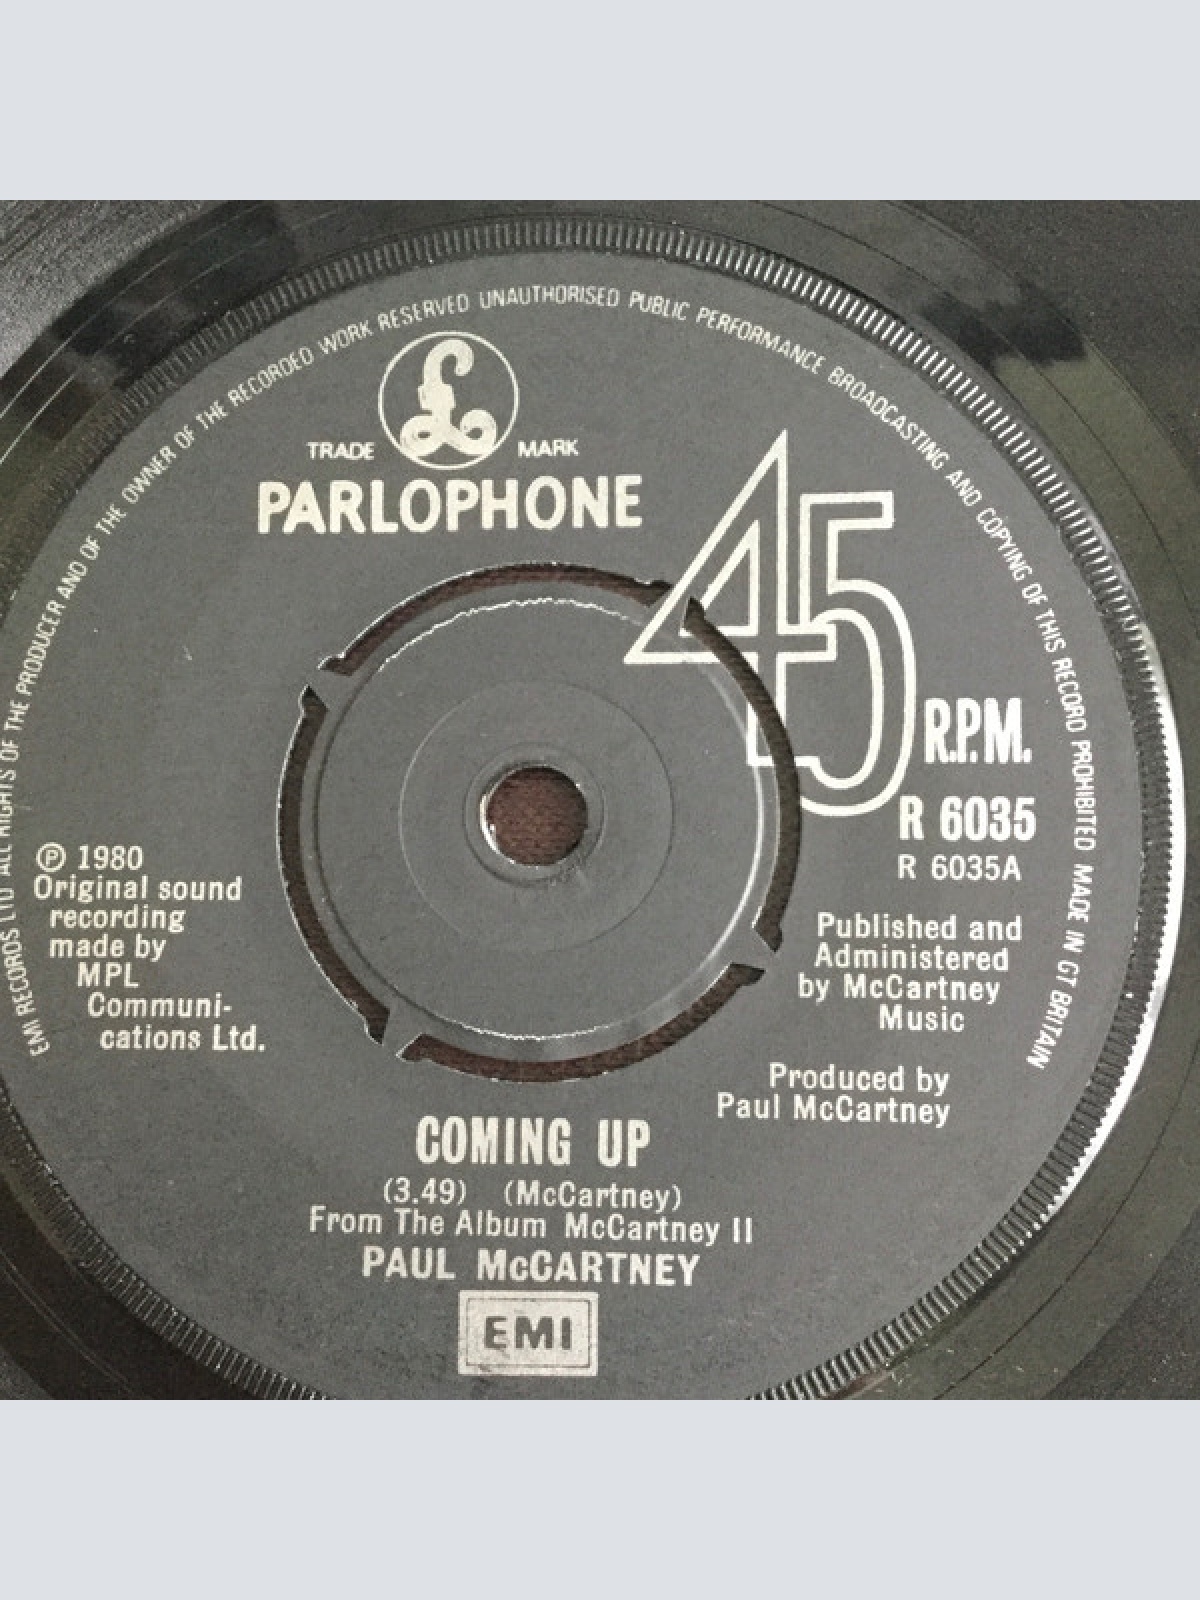 EMI RECORDS LTD ALL RIGHTS OF THE PRODUCER AND OF THE OWNER OF THE RECORDED WORK RESERVED UNAUTHORISED PUBLIC PERFORMANCE BROADCASTING AND COPYING OF THIS RECORD PROHIBITED MADE IN GT BRITAIN
£
TRADE MARK
PARLOPHONE
45
R.P.M.
R 6035
R 6035A
℗ 1980
Original sound
recording
made by
MPL
Communi-
cations Ltd.
Published and
Administered
by McCartney
Music
Produced by
Paul McCartney
COMING UP
(3.49) (McCartney)
From The Album McCartney II
PAUL McCARTNEY
EMI